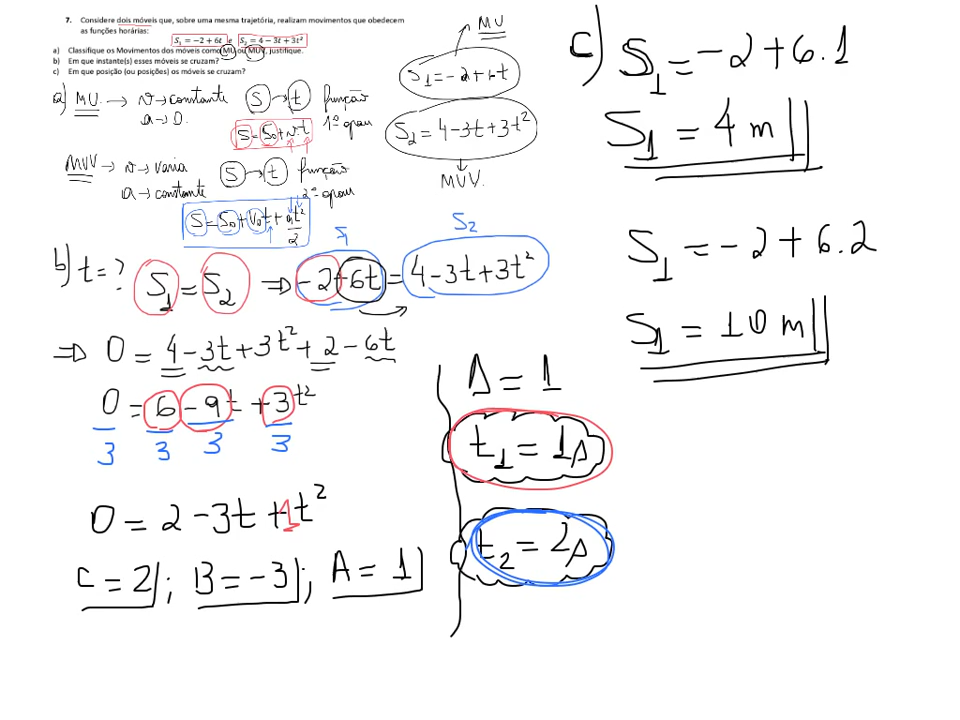 7. Considere dois móveis que, sobre uma mesma trajetória, realizam movimentos que obedecem
as funções horárias:
S₁ = −2 + 6t e S₂ = 4 − 3t + 3t²
a) Classifique os Movimentos dos móveis como MU ou MUV, justifique.
b) Em que instante(s) esses móveis se cruzam?
c) Em que posição (ou posições) os móveis se cruzam?
a) MU. → v → constante S → t função
a → 0. 1º grau
S = S₀ + v.t
MUV → v → varia S → t função
a → constante 2º grau
S = S₀ + V₀t + at²/2
MU
S₁ = −2 + 6t
S₂ = 4 − 3t + 3t²
MUV.
S₁ S₂
b) t = ? S₁ = S₂ ⇒ −2 + 6t = 4 − 3t + 3t²
⇒ 0 = 4 − 3t + 3t² + 2 − 6t
0 = 6 − 9t + 3t²
3 3 3 3
0 = 2 − 3t + 1t²
C = 2 ; B = −3 ; A = 1
Δ = 1
t₁ = 1s
t₂ = 2s
c) S₁ = −2 + 6.1
S₁ = 4 m
S₁ = −2 + 6.2
S₁ = 10 m